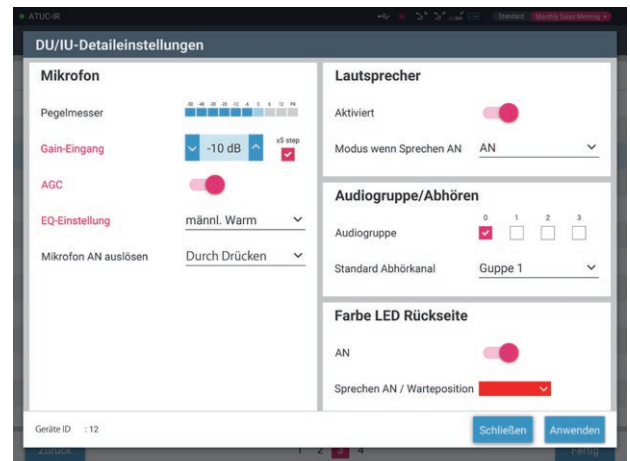 ATUC-IR
Standard Monthly Sales Meeting
DU/IU-Detaileinstellungen
Mikrofon
Pegelmesser
-10 dB
x5 step
Gain-Eingang
AGC
EQ-Einstellung
männl. Warm
Mikrofon AN auslösen
Durch Drücken
Lautsprecher
Aktiviert
Modus wenn Sprechen AN
AN
Audiogruppe/Abhören
0 1 2 3
Audiogruppe
Standard Abhörkanal
Guppe 1
Farbe LED Rückseite
AN
Sprechen AN / Warteposition
Geräte ID : 12
Schließen
Anwenden
Zurück
1 2 3 4
Fertig